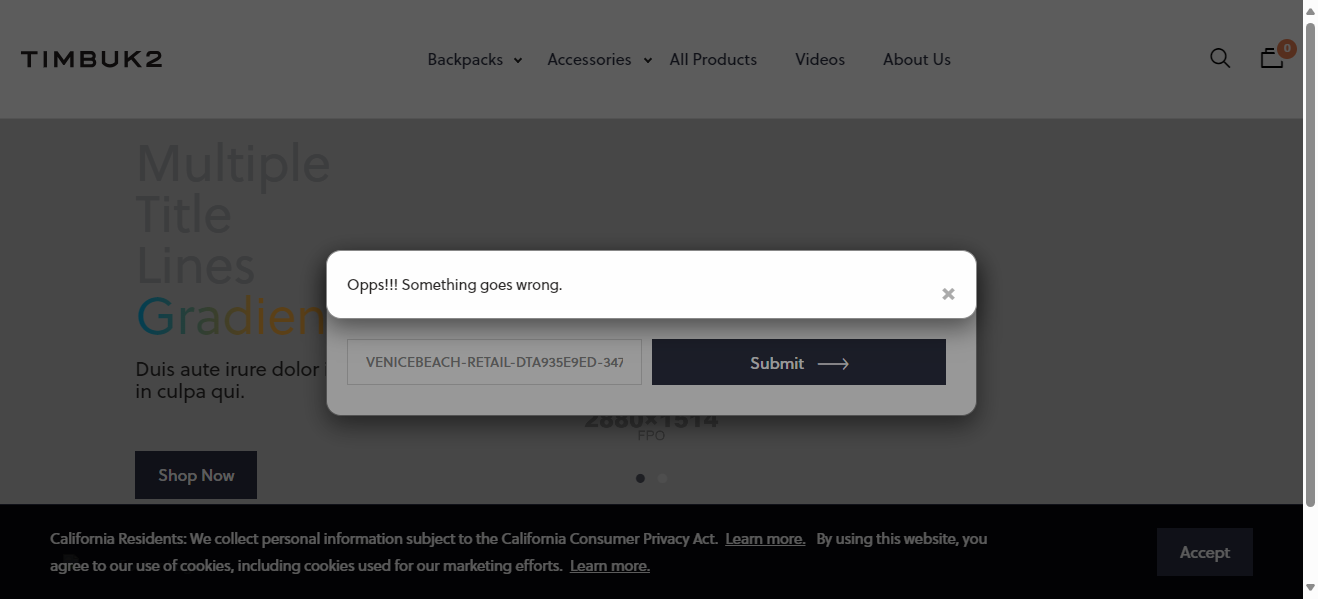 TIMBUK2
Backpacks Accessories All Products Videos About Us
0
Multiple
Title
Lines
Gradien
Duis aute irure dolor
in culpa qui.
Shop Now
Opps!!! Something goes wrong.
VENICEBEACH-RETAIL-DTA935E9ED-347
Submit
2880×1514
FPO
California Residents: We collect personal information subject to the California Consumer Privacy Act. Learn more. By using this website, you
agree to our use of cookies, including cookies used for our marketing efforts. Learn more.
Accept